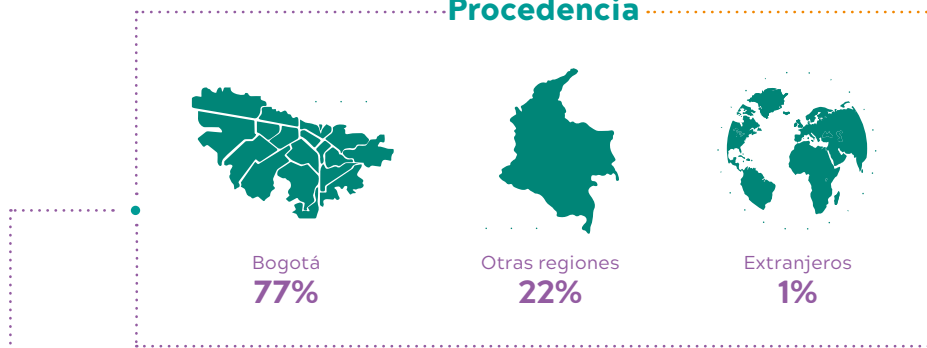 Procedencia
Bogotá
77%
Otras regiones
22%
Extranjeros
1%